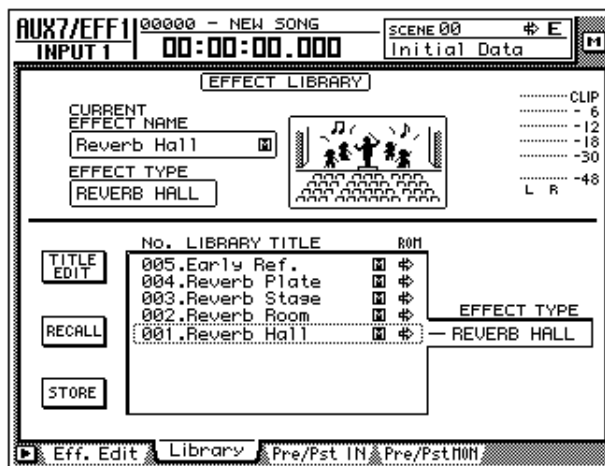 AUX7/EFF1 00000 - NEW SONG SCENE 00 E
INPUT 1 00:00:00.000 Initial Data M
EFFECT LIBRARY
CURRENT
EFFECT NAME
Reverb Hall M
EFFECT TYPE
REVERB HALL
CLIP
- 6
-12
-18
-30
-48
L R
No. LIBRARY TITLE ROM
005.Early Ref. M
004.Reverb Plate M
003.Reverb Stage M
002.Reverb Room M
001.Reverb Hall M
EFFECT TYPE
REVERB HALL
TITLE
EDIT
RECALL
STORE
Eff. Edit Library Pre/Pst IN Pre/PstMON